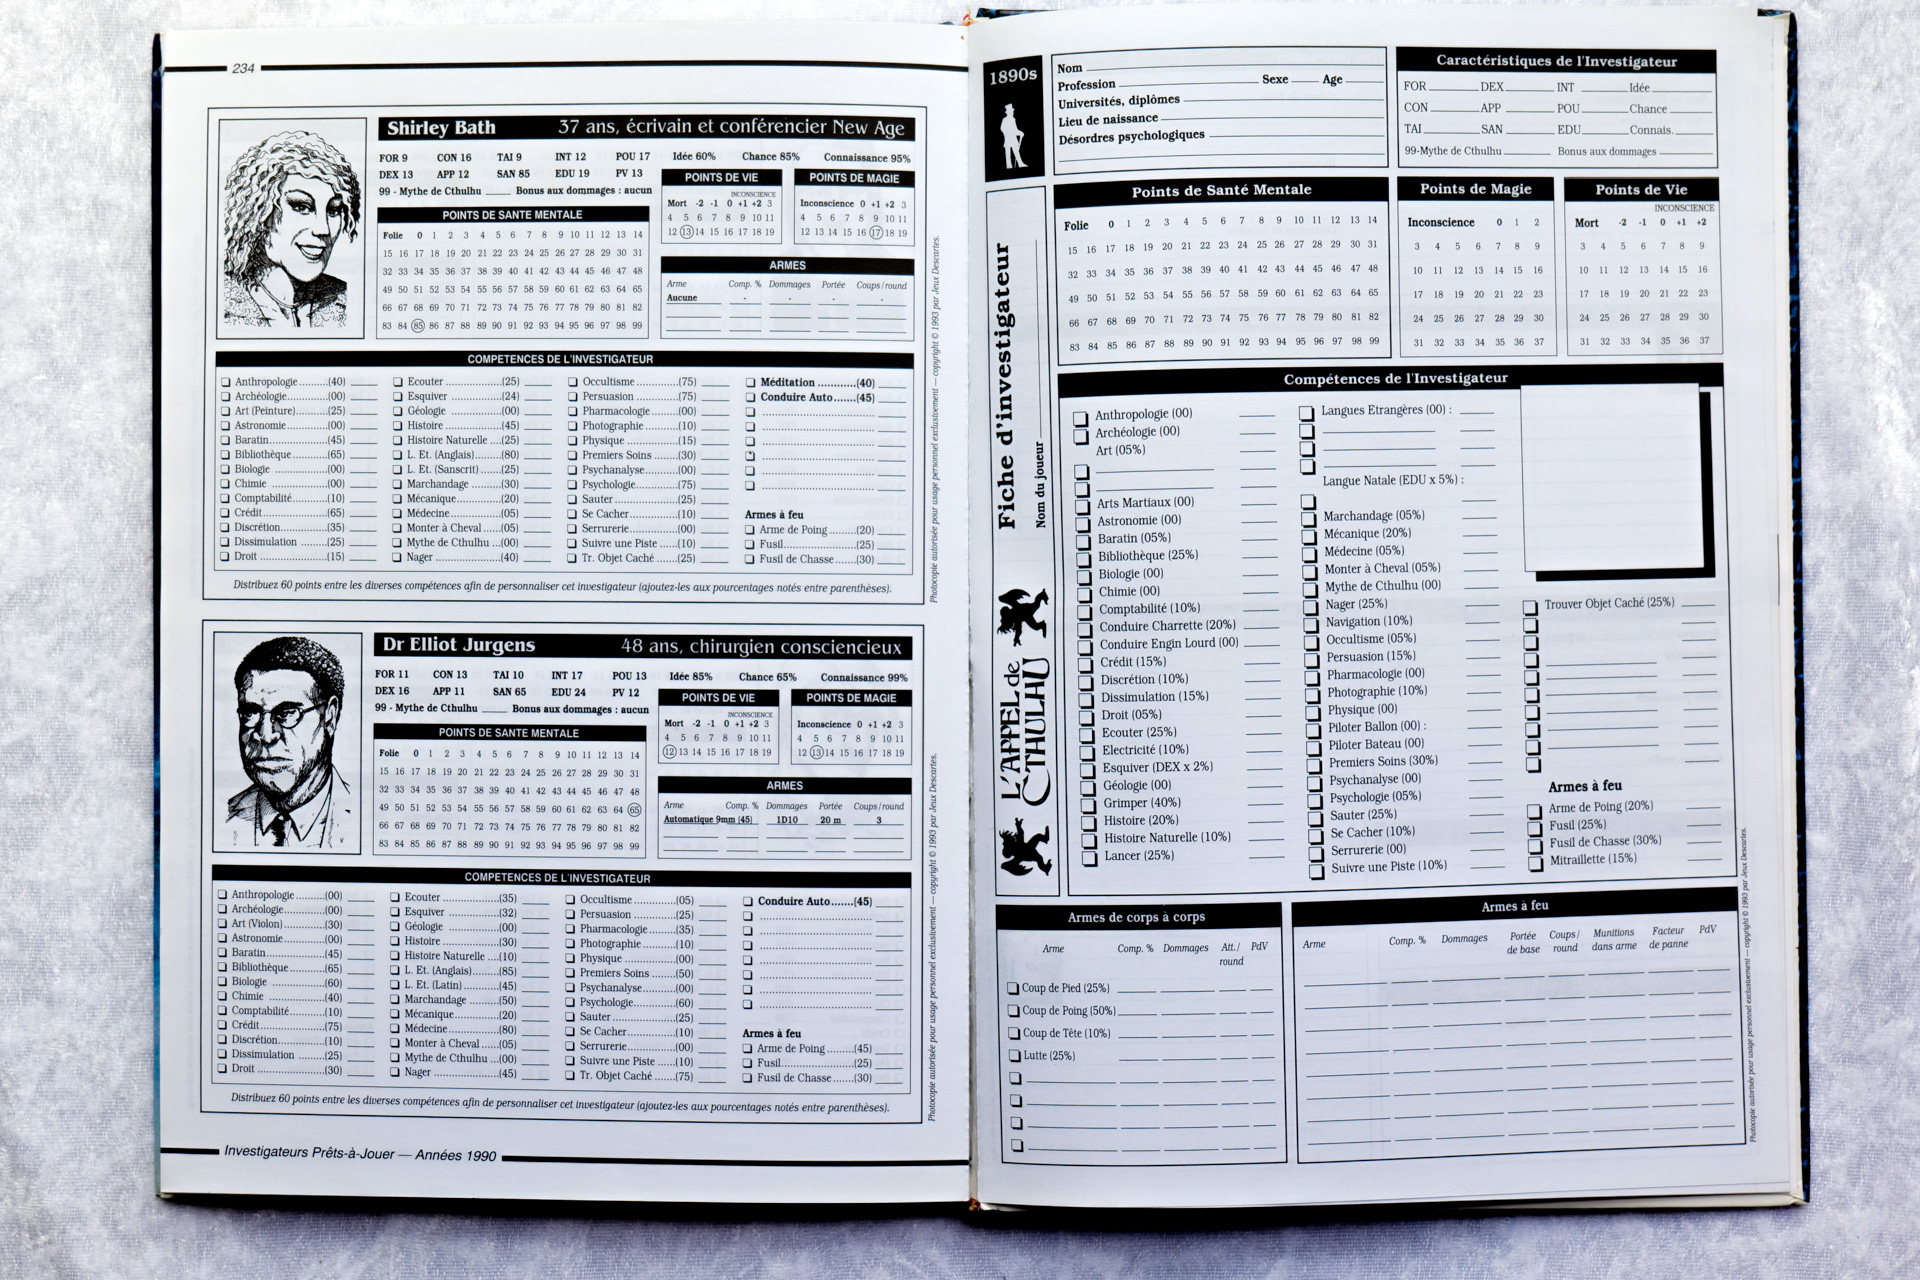 234
Shirley Bath 37 ans, écrivain et conférencier New Age
FOR 9 CON 16 TAI 9 INT 12 POU 17 Idée 60% Chance 85% Connaissance 95%
DEX 13 APP 12 SAN 85 EDU 19 PV 13
99 - Mythe de Cthulhu ____ Bonus aux dommages : aucun
POINTS DE VIE
INCONSCIENCE
Mort -2 -1 0 +1 +2 3
4 5 6 7 8 9 10 11
12 13 14 15 16 17 18 19
POINTS DE MAGIE
Inconscience 0 +1 +2 3
4 5 6 7 8 9 10 11
12 13 14 15 16 17 18 19
POINTS DE SANTE MENTALE
Folie 0 1 2 3 4 5 6 7 8 9 10 11 12 13 14
15 16 17 18 19 20 21 22 23 24 25 26 27 28 29 30 31
32 33 34 35 36 37 38 39 40 41 42 43 44 45 46 47 48
49 50 51 52 53 54 55 56 57 58 59 60 61 62 63 64 65
66 67 68 69 70 71 72 73 74 75 76 77 78 79 80 81 82
83 84 85 86 87 88 89 90 91 92 93 94 95 96 97 98 99
ARMES
Arme Comp. % Dommages Portée Coups/round
Aucune - - - -
COMPETENCES DE L'INVESTIGATEUR
Anthropologie (40)
Archéologie (00)
Art (Peinture) (25)
Astronomie (00)
Baratin (45)
Bibliothèque (65)
Biologie (00)
Chimie (00)
Comptabilité (10)
Crédit (65)
Discrétion (35)
Dissimulation (25)
Droit (15)
Ecouter (25)
Esquiver (24)
Géologie (00)
Histoire (45)
Histoire Naturelle (25)
L. Et. (Anglais) (80)
L. Et. (Sanscrit) (25)
Marchandage (30)
Mécanique (20)
Médecine (05)
Monter à Cheval (05)
Mythe de Cthulhu (00)
Nager (40)
Occultisme (75)
Persuasion (75)
Pharmacologie (00)
Photographie (10)
Physique (15)
Premiers Soins (30)
Psychanalyse (00)
Psychologie (75)
Sauter (25)
Se Cacher (10)
Serrurerie (00)
Suivre une Piste (10)
Tr. Objet Caché (25)
Méditation (40)
Conduire Auto (45)
Armes à feu
Arme de Poing (20)
Fusil (25)
Fusil de Chasse (30)
Distribuez 60 points entre les diverses compétences afin de personnaliser cet investigateur (ajoutez-les aux pourcentages notés entre parenthèses).
Photocopie autorisée pour usage personnel exclusivement — copyright © 1993 par Jeux Descartes.
Dr Elliot Jurgens 48 ans, chirurgien consciencieux
FOR 11 CON 13 TAI 10 INT 17 POU 13 Idée 85% Chance 65% Connaissance 99%
DEX 16 APP 11 SAN 65 EDU 24 PV 12
99 - Mythe de Cthulhu ____ Bonus aux dommages : aucun
POINTS DE VIE
INCONSCIENCE
Mort -2 -1 0 +1 +2 3
4 5 6 7 8 9 10 11
12 13 14 15 16 17 18 19
POINTS DE MAGIE
Inconscience 0 +1 +2 3
4 5 6 7 8 9 10 11
12 13 14 15 16 17 18 19
POINTS DE SANTE MENTALE
Folie 0 1 2 3 4 5 6 7 8 9 10 11 12 13 14
15 16 17 18 19 20 21 22 23 24 25 26 27 28 29 30 31
32 33 34 35 36 37 38 39 40 41 42 43 44 45 46 47 48
49 50 51 52 53 54 55 56 57 58 59 60 61 62 63 64 65
66 67 68 69 70 71 72 73 74 75 76 77 78 79 80 81 82
83 84 85 86 87 88 89 90 91 92 93 94 95 96 97 98 99
ARMES
Arme Comp. % Dommages Portée Coups/round
Automatique 9mm (45) 1D10 20 m 3
COMPETENCES DE L'INVESTIGATEUR
Anthropologie (00)
Archéologie (00)
Art (Violon) (30)
Astronomie (00)
Baratin (45)
Bibliothèque (65)
Biologie (60)
Chimie (40)
Comptabilité (10)
Crédit (75)
Discrétion (10)
Dissimulation (25)
Droit (30)
Ecouter (35)
Esquiver (32)
Géologie (00)
Histoire (30)
Histoire Naturelle (10)
L. Et. (Anglais) (85)
L. Et. (Latin) (45)
Marchandage (50)
Mécanique (20)
Médecine (80)
Monter à Cheval (05)
Mythe de Cthulhu (00)
Nager (45)
Occultisme (05)
Persuasion (25)
Pharmacologie (35)
Photographie (10)
Physique (00)
Premiers Soins (50)
Psychanalyse (00)
Psychologie (60)
Sauter (25)
Se Cacher (10)
Serrurerie (00)
Suivre une Piste (10)
Tr. Objet Caché (75)
Conduire Auto (45)
Armes à feu
Arme de Poing (45)
Fusil (25)
Fusil de Chasse (30)
Distribuez 60 points entre les diverses compétences afin de personnaliser cet investigateur (ajoutez-les aux pourcentages notés entre parenthèses).
Photocopie autorisée pour usage personnel exclusivement — copyright © 1993 par Jeux Descartes.
Investigateurs Prêts-à-Jouer — Années 1990
1890s
Nom
Profession Sexe Age
Universités, diplômes
Lieu de naissance
Désordres psychologiques
Caractéristiques de l'Investigateur
FOR DEX INT Idée
CON APP POU Chance
TAI SAN EDU Connais.
99-Mythe de Cthulhu Bonus aux dommages
Fiche d'investigateur
Nom du joueur
L'APPEL de CTHULHU
Points de Santé Mentale
Folie 0 1 2 3 4 5 6 7 8 9 10 11 12 13 14
15 16 17 18 19 20 21 22 23 24 25 26 27 28 29 30 31
32 33 34 35 36 37 38 39 40 41 42 43 44 45 46 47 48
49 50 51 52 53 54 55 56 57 58 59 60 61 62 63 64 65
66 67 68 69 70 71 72 73 74 75 76 77 78 79 80 81 82
83 84 85 86 87 88 89 90 91 92 93 94 95 96 97 98 99
Points de Magie
Inconscience 0 1 2
3 4 5 6 7 8 9
10 11 12 13 14 15 16
17 18 19 20 21 22 23
24 25 26 27 28 29 30
31 32 33 34 35 36 37
Points de Vie
INCONSCIENCE
Mort -2 -1 0 +1 +2
3 4 5 6 7 8 9
10 11 12 13 14 15 16
17 18 19 20 21 22 23
24 25 26 27 28 29 30
31 32 33 34 35 36 37
Compétences de l'Investigateur
Anthropologie (00)
Archéologie (00)
Art (05%)
Arts Martiaux (00)
Astronomie (00)
Baratin (05%)
Bibliothèque (25%)
Biologie (00)
Chimie (00)
Comptabilité (10%)
Conduire Charrette (20%)
Conduire Engin Lourd (00)
Crédit (15%)
Discrétion (10%)
Dissimulation (15%)
Droit (05%)
Ecouter (25%)
Electricité (10%)
Esquiver (DEX x 2%)
Géologie (00)
Grimper (40%)
Histoire (20%)
Histoire Naturelle (10%)
Lancer (25%)
Langues Etrangères (00) :
Langue Natale (EDU x 5%) :
Marchandage (05%)
Mécanique (20%)
Médecine (05%)
Monter à Cheval (05%)
Mythe de Cthulhu (00)
Nager (25%)
Navigation (10%)
Occultisme (05%)
Persuasion (15%)
Pharmacologie (00)
Photographie (10%)
Physique (00)
Piloter Ballon (00) :
Piloter Bateau (00)
Premiers Soins (30%)
Psychanalyse (00)
Psychologie (05%)
Sauter (25%)
Se Cacher (10%)
Serrurerie (00)
Suivre une Piste (10%)
Trouver Objet Caché (25%)
Armes à feu
Arme de Poing (20%)
Fusil (25%)
Fusil de Chasse (30%)
Mitraillette (15%)
Armes de corps à corps
Arme Comp. % Dommages Att./round PdV
Coup de Pied (25%)
Coup de Poing (50%)
Coup de Tête (10%)
Lutte (25%)
Armes à feu
Arme Comp. % Dommages Portée de base Coups/round Munitions dans arme Facteur de panne PdV
Photocopie autorisée pour usage personnel exclusivement — copyright © 1993 par Jeux Descartes.